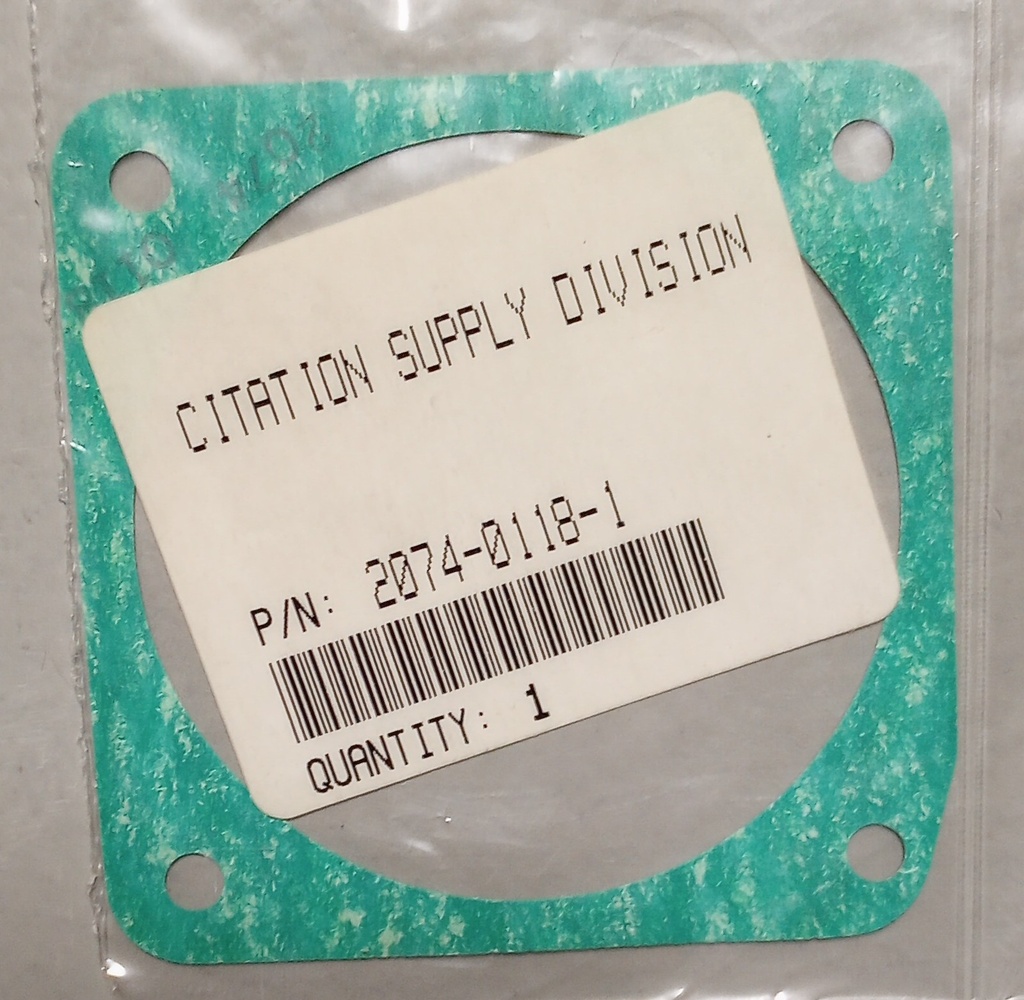 CITATION SUPPLY DIVISION
P/N: 2074-0118-1
QUANTITY: 1